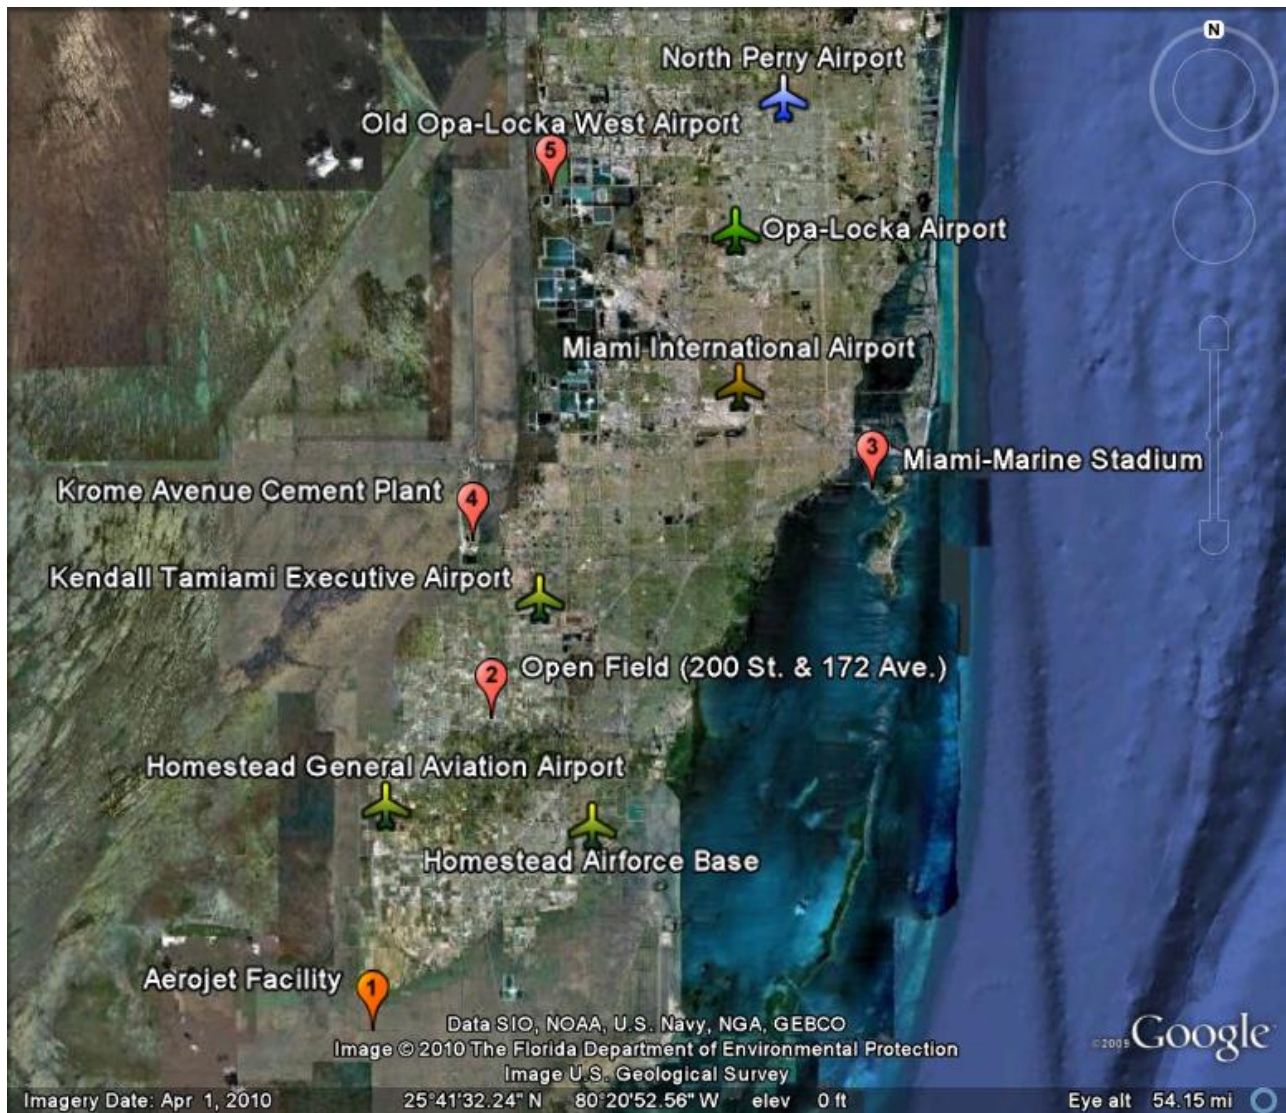 N
North Perry Airport
Old Opa-Locka West Airport
5
Opa-Locka Airport
Miami International Airport
3
Miami-Marine Stadium
Krome Avenue Cement Plant
4
Kendall Tamiami Executive Airport
2
Open Field (200 St. & 172 Ave.)
Homestead General Aviation Airport
Homestead Airforce Base
Aerojet Facility
1
Data SIO, NOAA, U.S. Navy, NGA, GEBCO
Image © 2010 The Florida Department of Environmental Protection
Image U.S. Geological Survey
©2009 Google
Imagery Date: Apr 1, 2010 25°41'32.24" N 80°20'52.56" W elev 0 ft Eye alt 54.15 mi